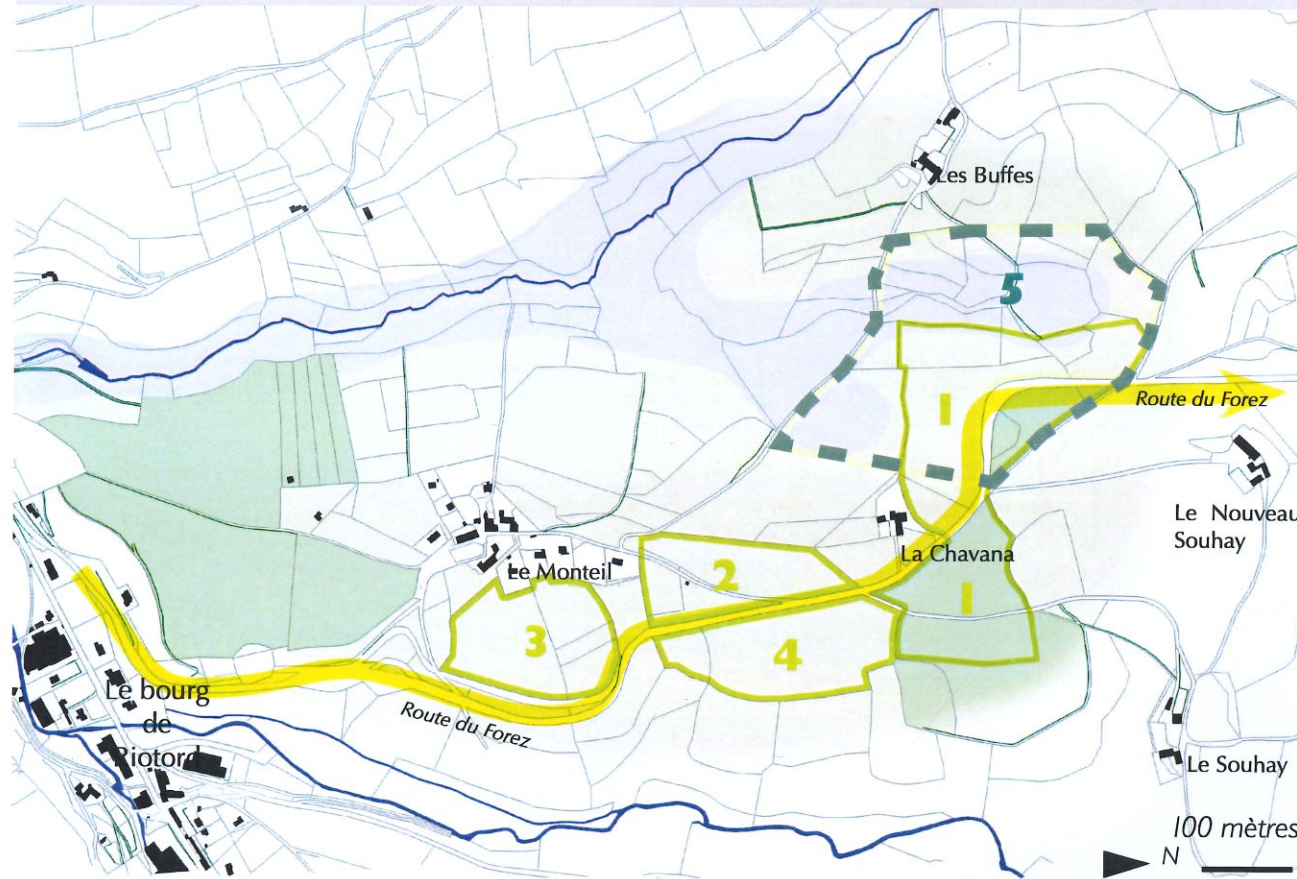 Les Buffes
5
1
Route du Forez
Le Nouveau
Souhay
La Chavana
2
Le Monteil
1
3
4
Le bourg
de
Riotord
Route du Forez
Le Souhay
100 mètres
N